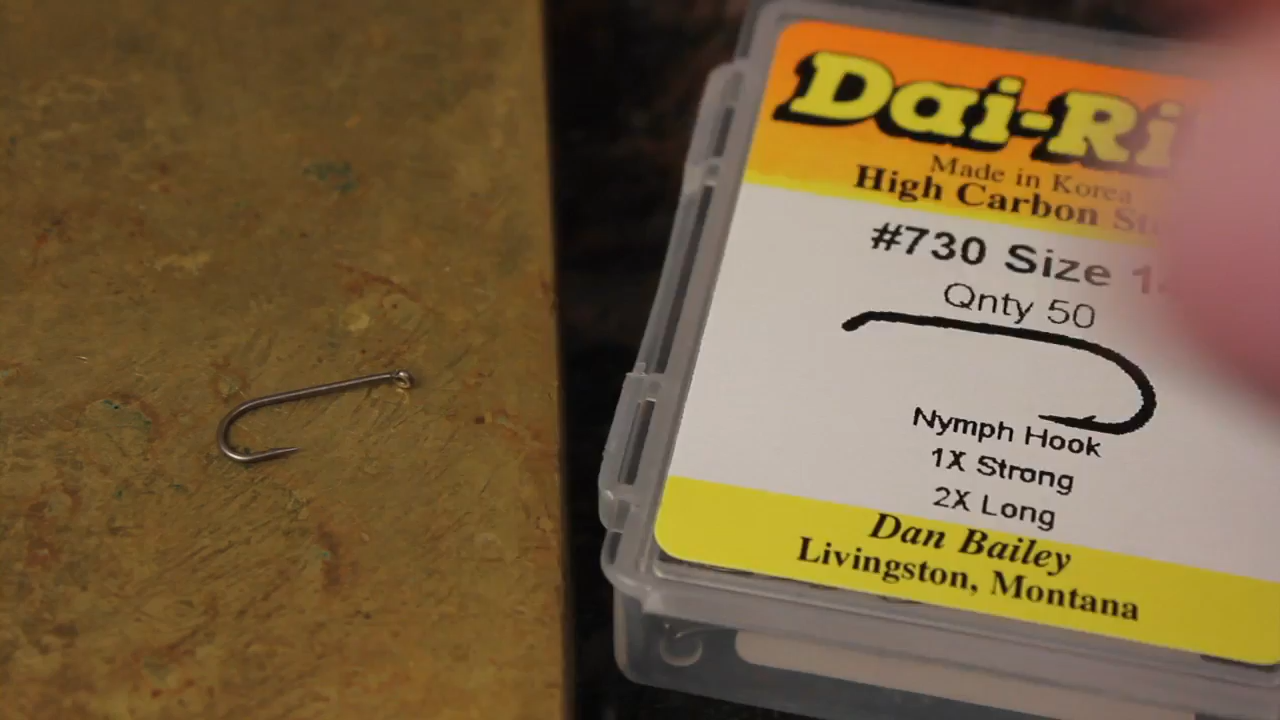 Dai-Ri
Made in Korea
High Carbon St
#730 Size 1
Qnty 50
Nymph Hook
1X Strong
2X Long
Dan Bailey
Livingston, Montana